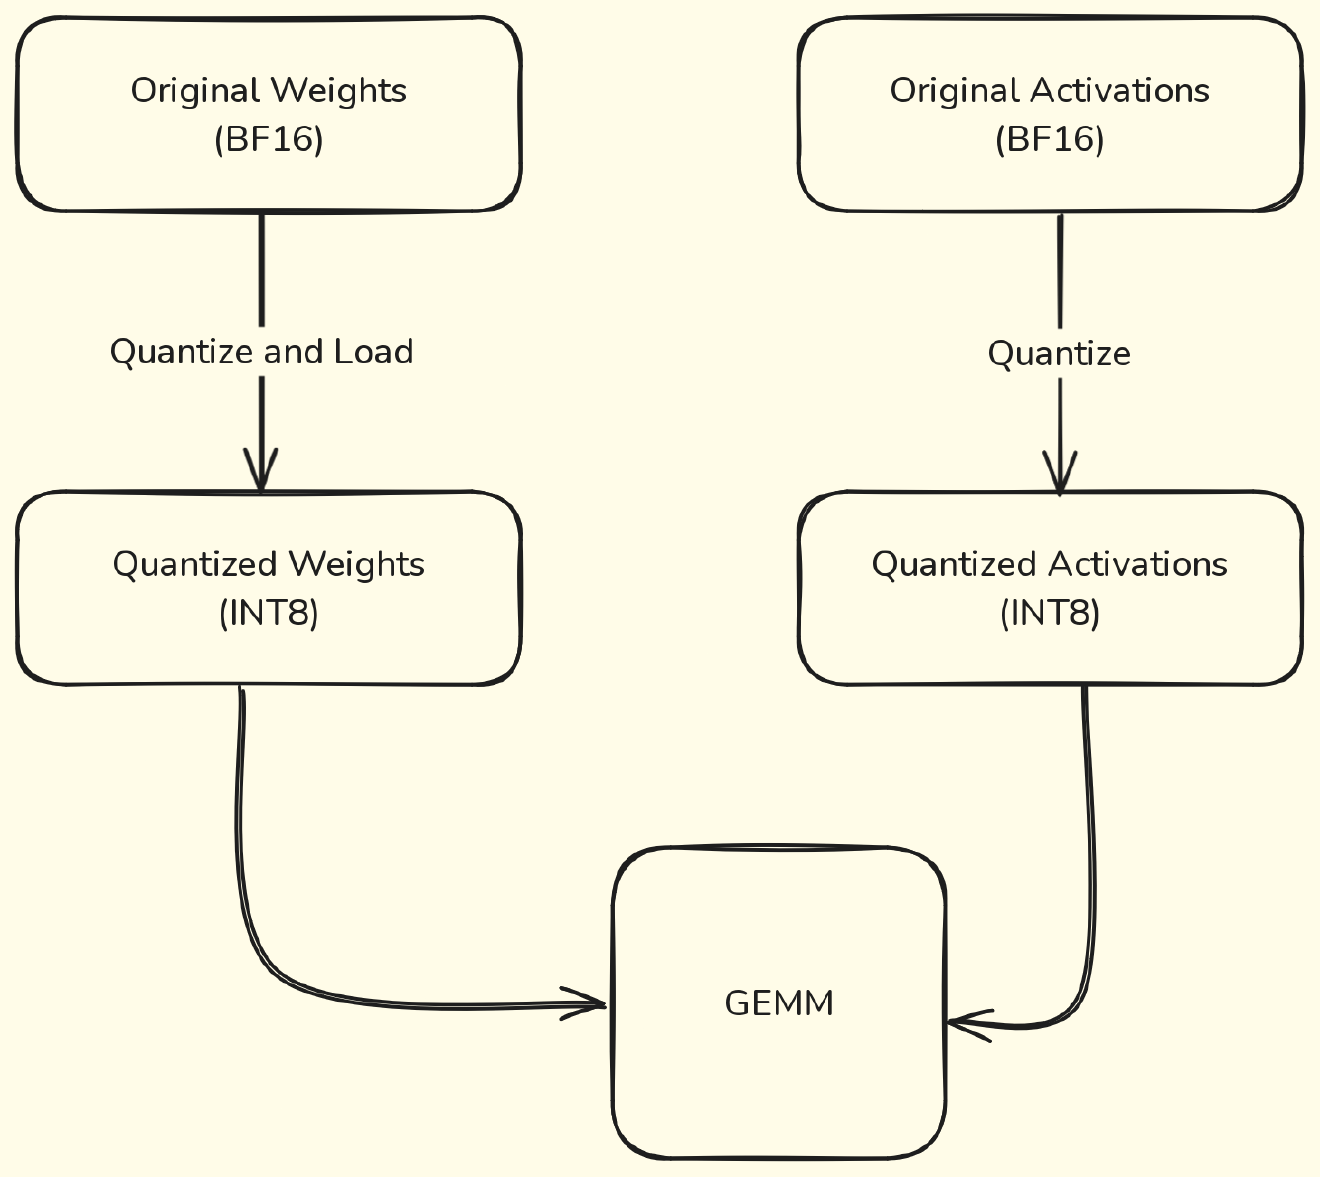 Original Weights
(BF16)
Original Activations
(BF16)
Quantize and Load
Quantize
Quantized Weights
(INT8)
Quantized Activations
(INT8)
GEMM